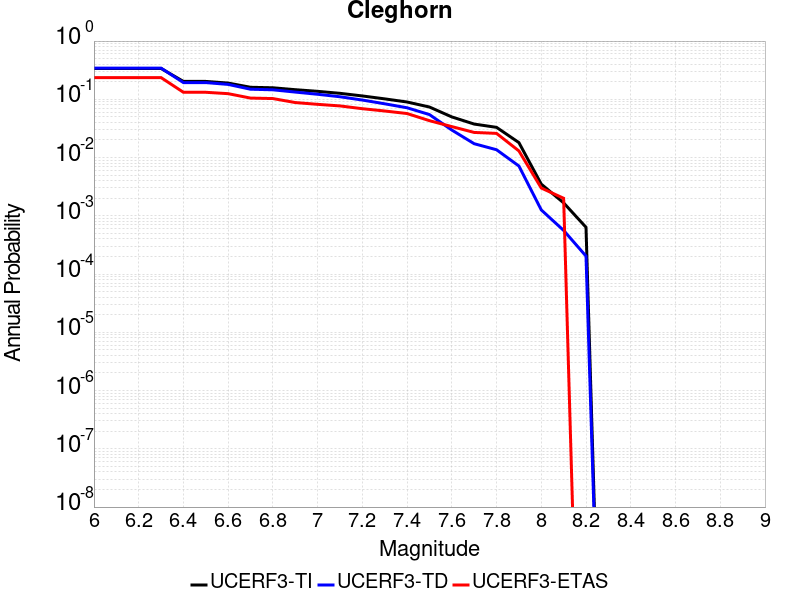 Cleghorn
Annual Probability
10^0
10^-1
10^-2
10^-3
10^-4
10^-5
10^-6
10^-7
10^-8
6 6.2 6.4 6.6 6.8 7 7.2 7.4 7.6 7.8 8 8.2 8.4 8.6 8.8 9
Magnitude
UCERF3-TI UCERF3-TD UCERF3-ETAS